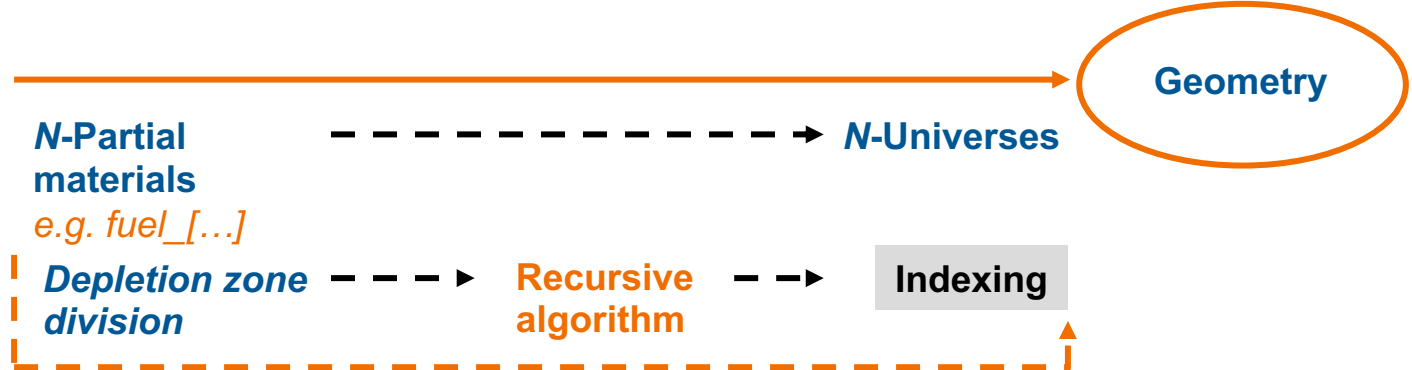 Geometry
N-Partial
materials
N-Universes
e.g. fuel_[…]
Depletion zone
division
Recursive
algorithm
Indexing